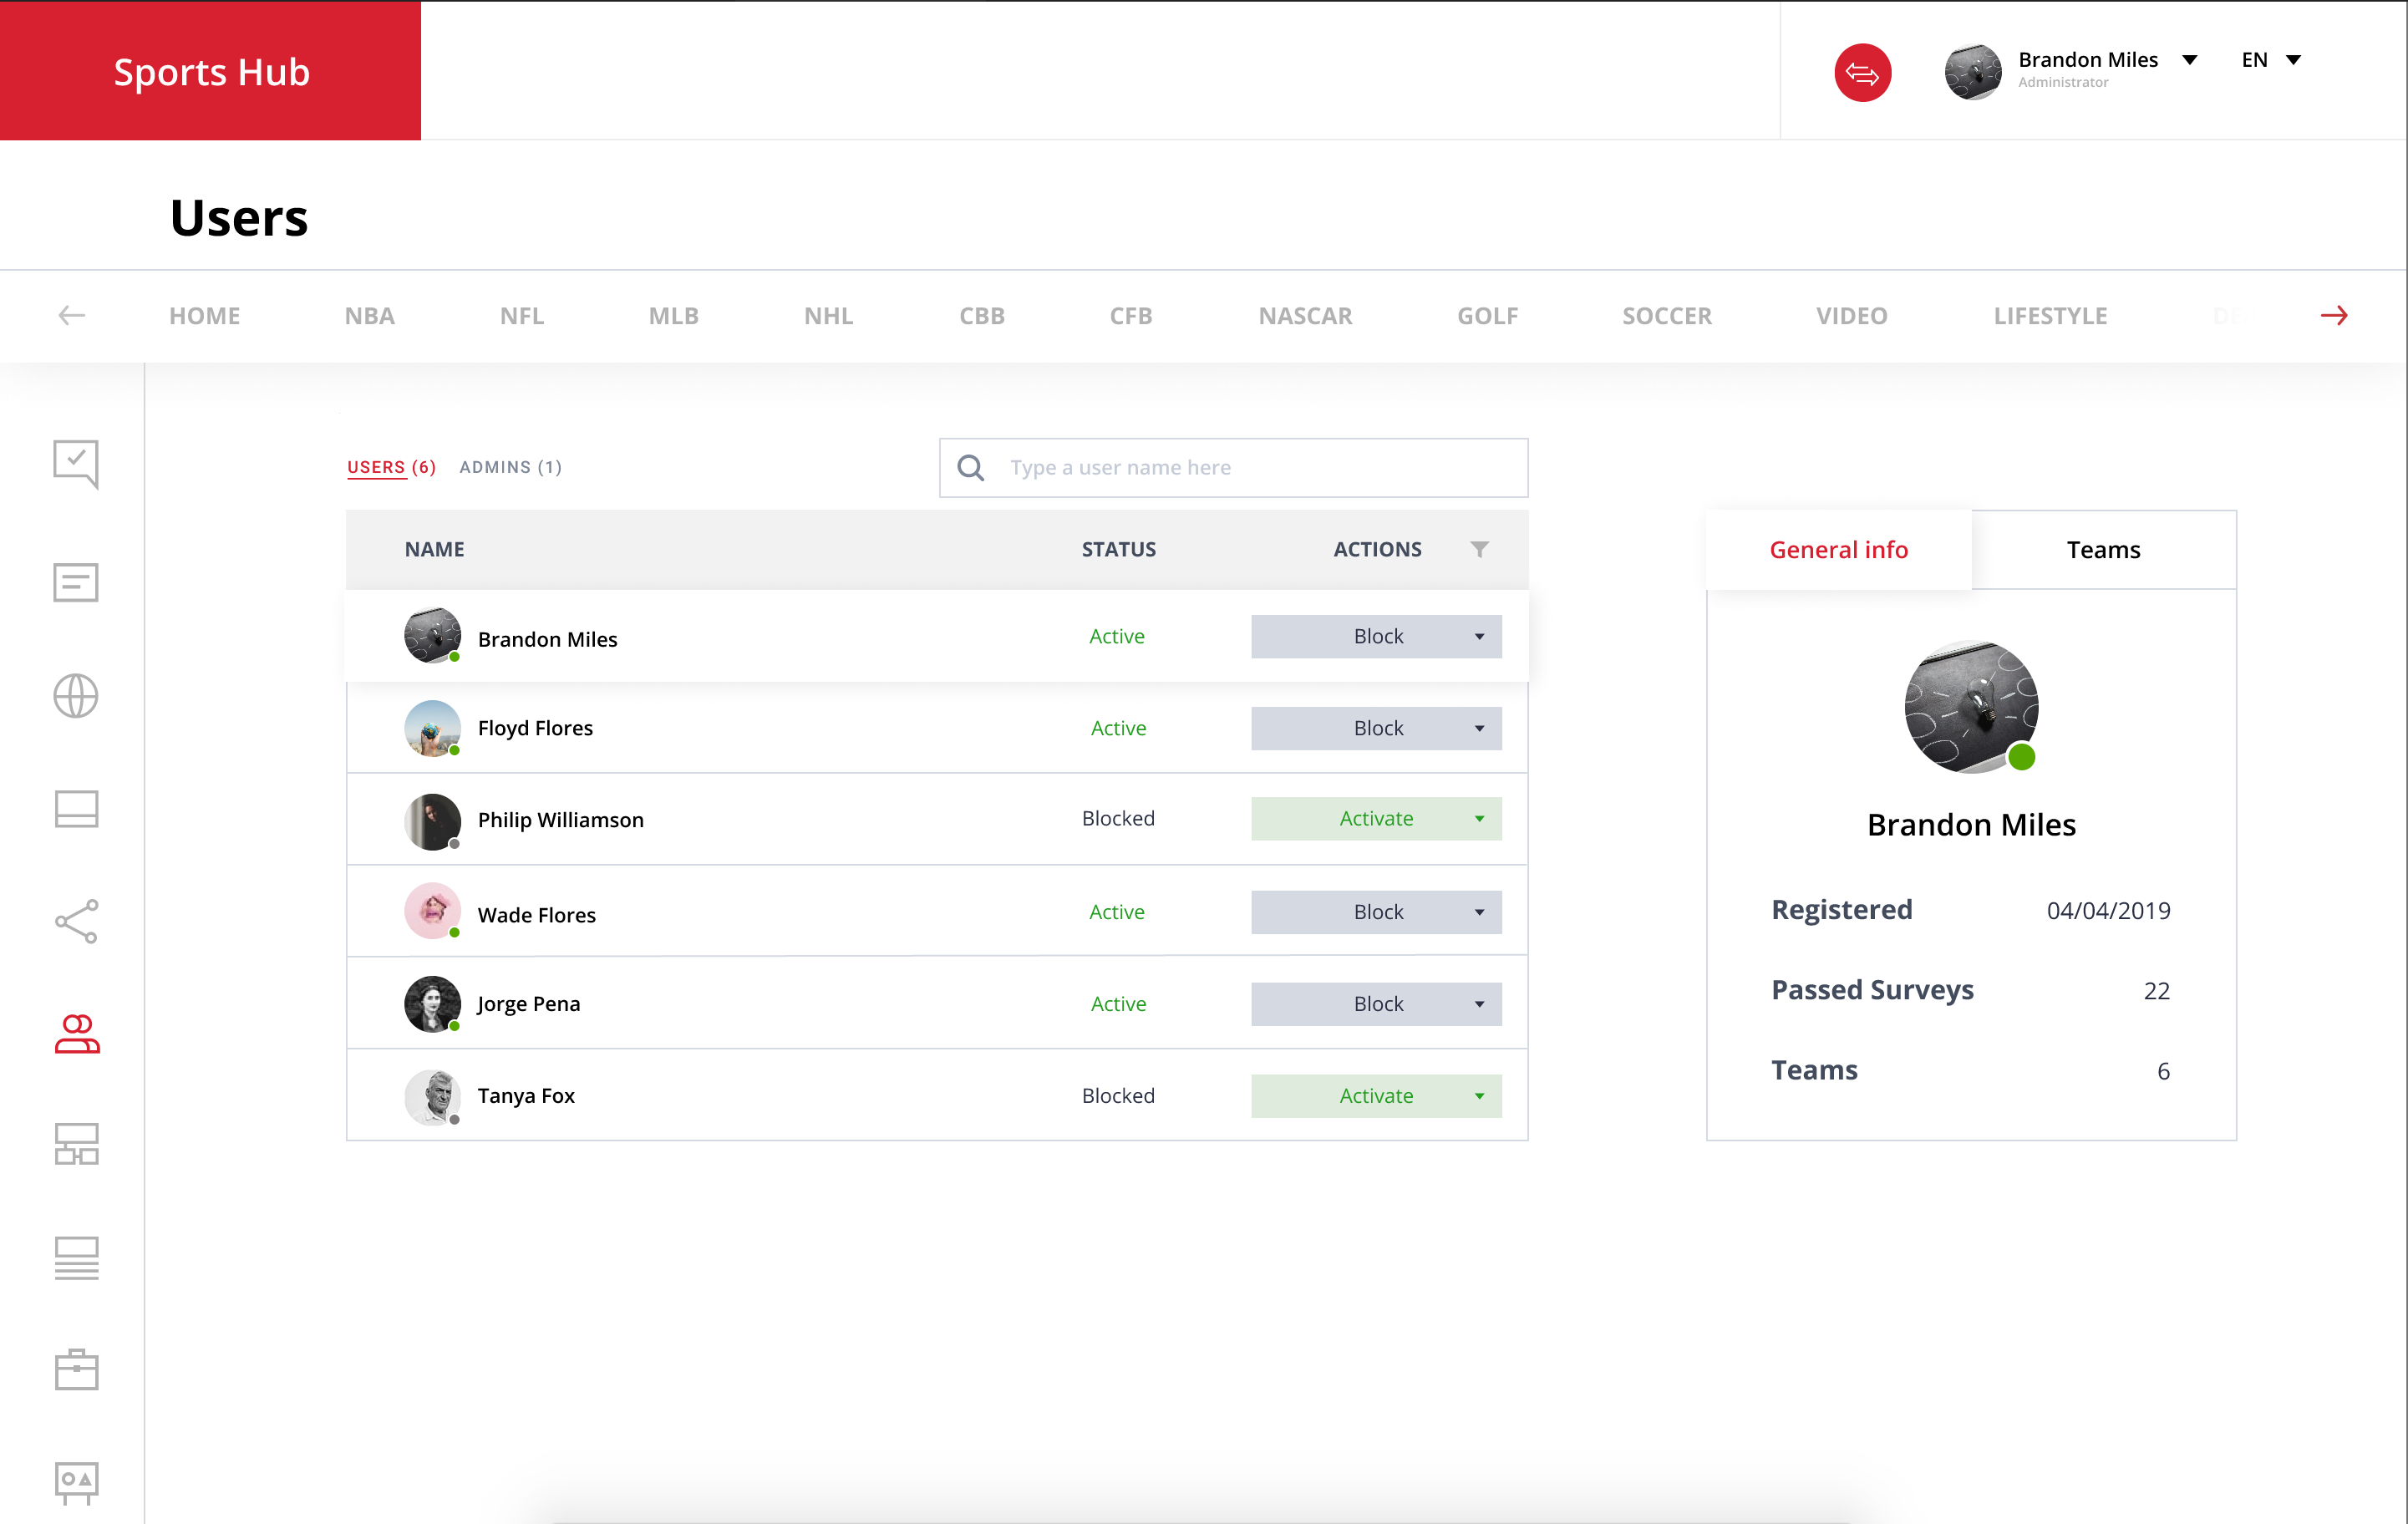 Sports Hub
Brandon Miles
Administrator
EN
Users
HOME NBA NFL MLB NHL CBB CFB NASCAR GOLF SOCCER VIDEO LIFESTYLE
USERS (6) ADMINS (1)
Type a user name here
NAME STATUS ACTIONS
Brandon Miles Active Block
Floyd Flores Active Block
Philip Williamson Blocked Activate
Wade Flores Active Block
Jorge Pena Active Block
Tanya Fox Blocked Activate
General info Teams
Brandon Miles
Registered 04/04/2019
Passed Surveys 22
Teams 6